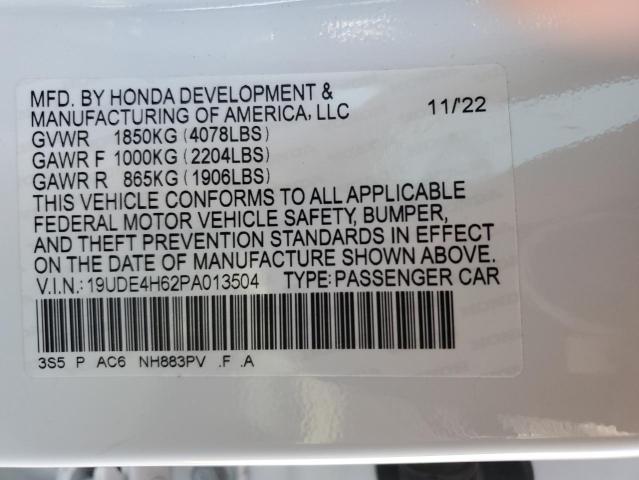 MFD. BY HONDA DEVELOPMENT &
MANUFACTURING OF AMERICA, LLC 11/'22
GVWR 1850KG (4078LBS)
GAWR F 1000KG (2204LBS)
GAWR R 865KG (1906LBS)
THIS VEHICLE CONFORMS TO ALL APPLICABLE
FEDERAL MOTOR VEHICLE SAFETY, BUMPER,
AND THEFT PREVENTION STANDARDS IN EFFECT
ON THE DATE OF MANUFACTURE SHOWN ABOVE.
V.I.N.: 19UDE4H62PA013504 TYPE: PASSENGER CAR
3S5 P AC6 NH883PV .F .A